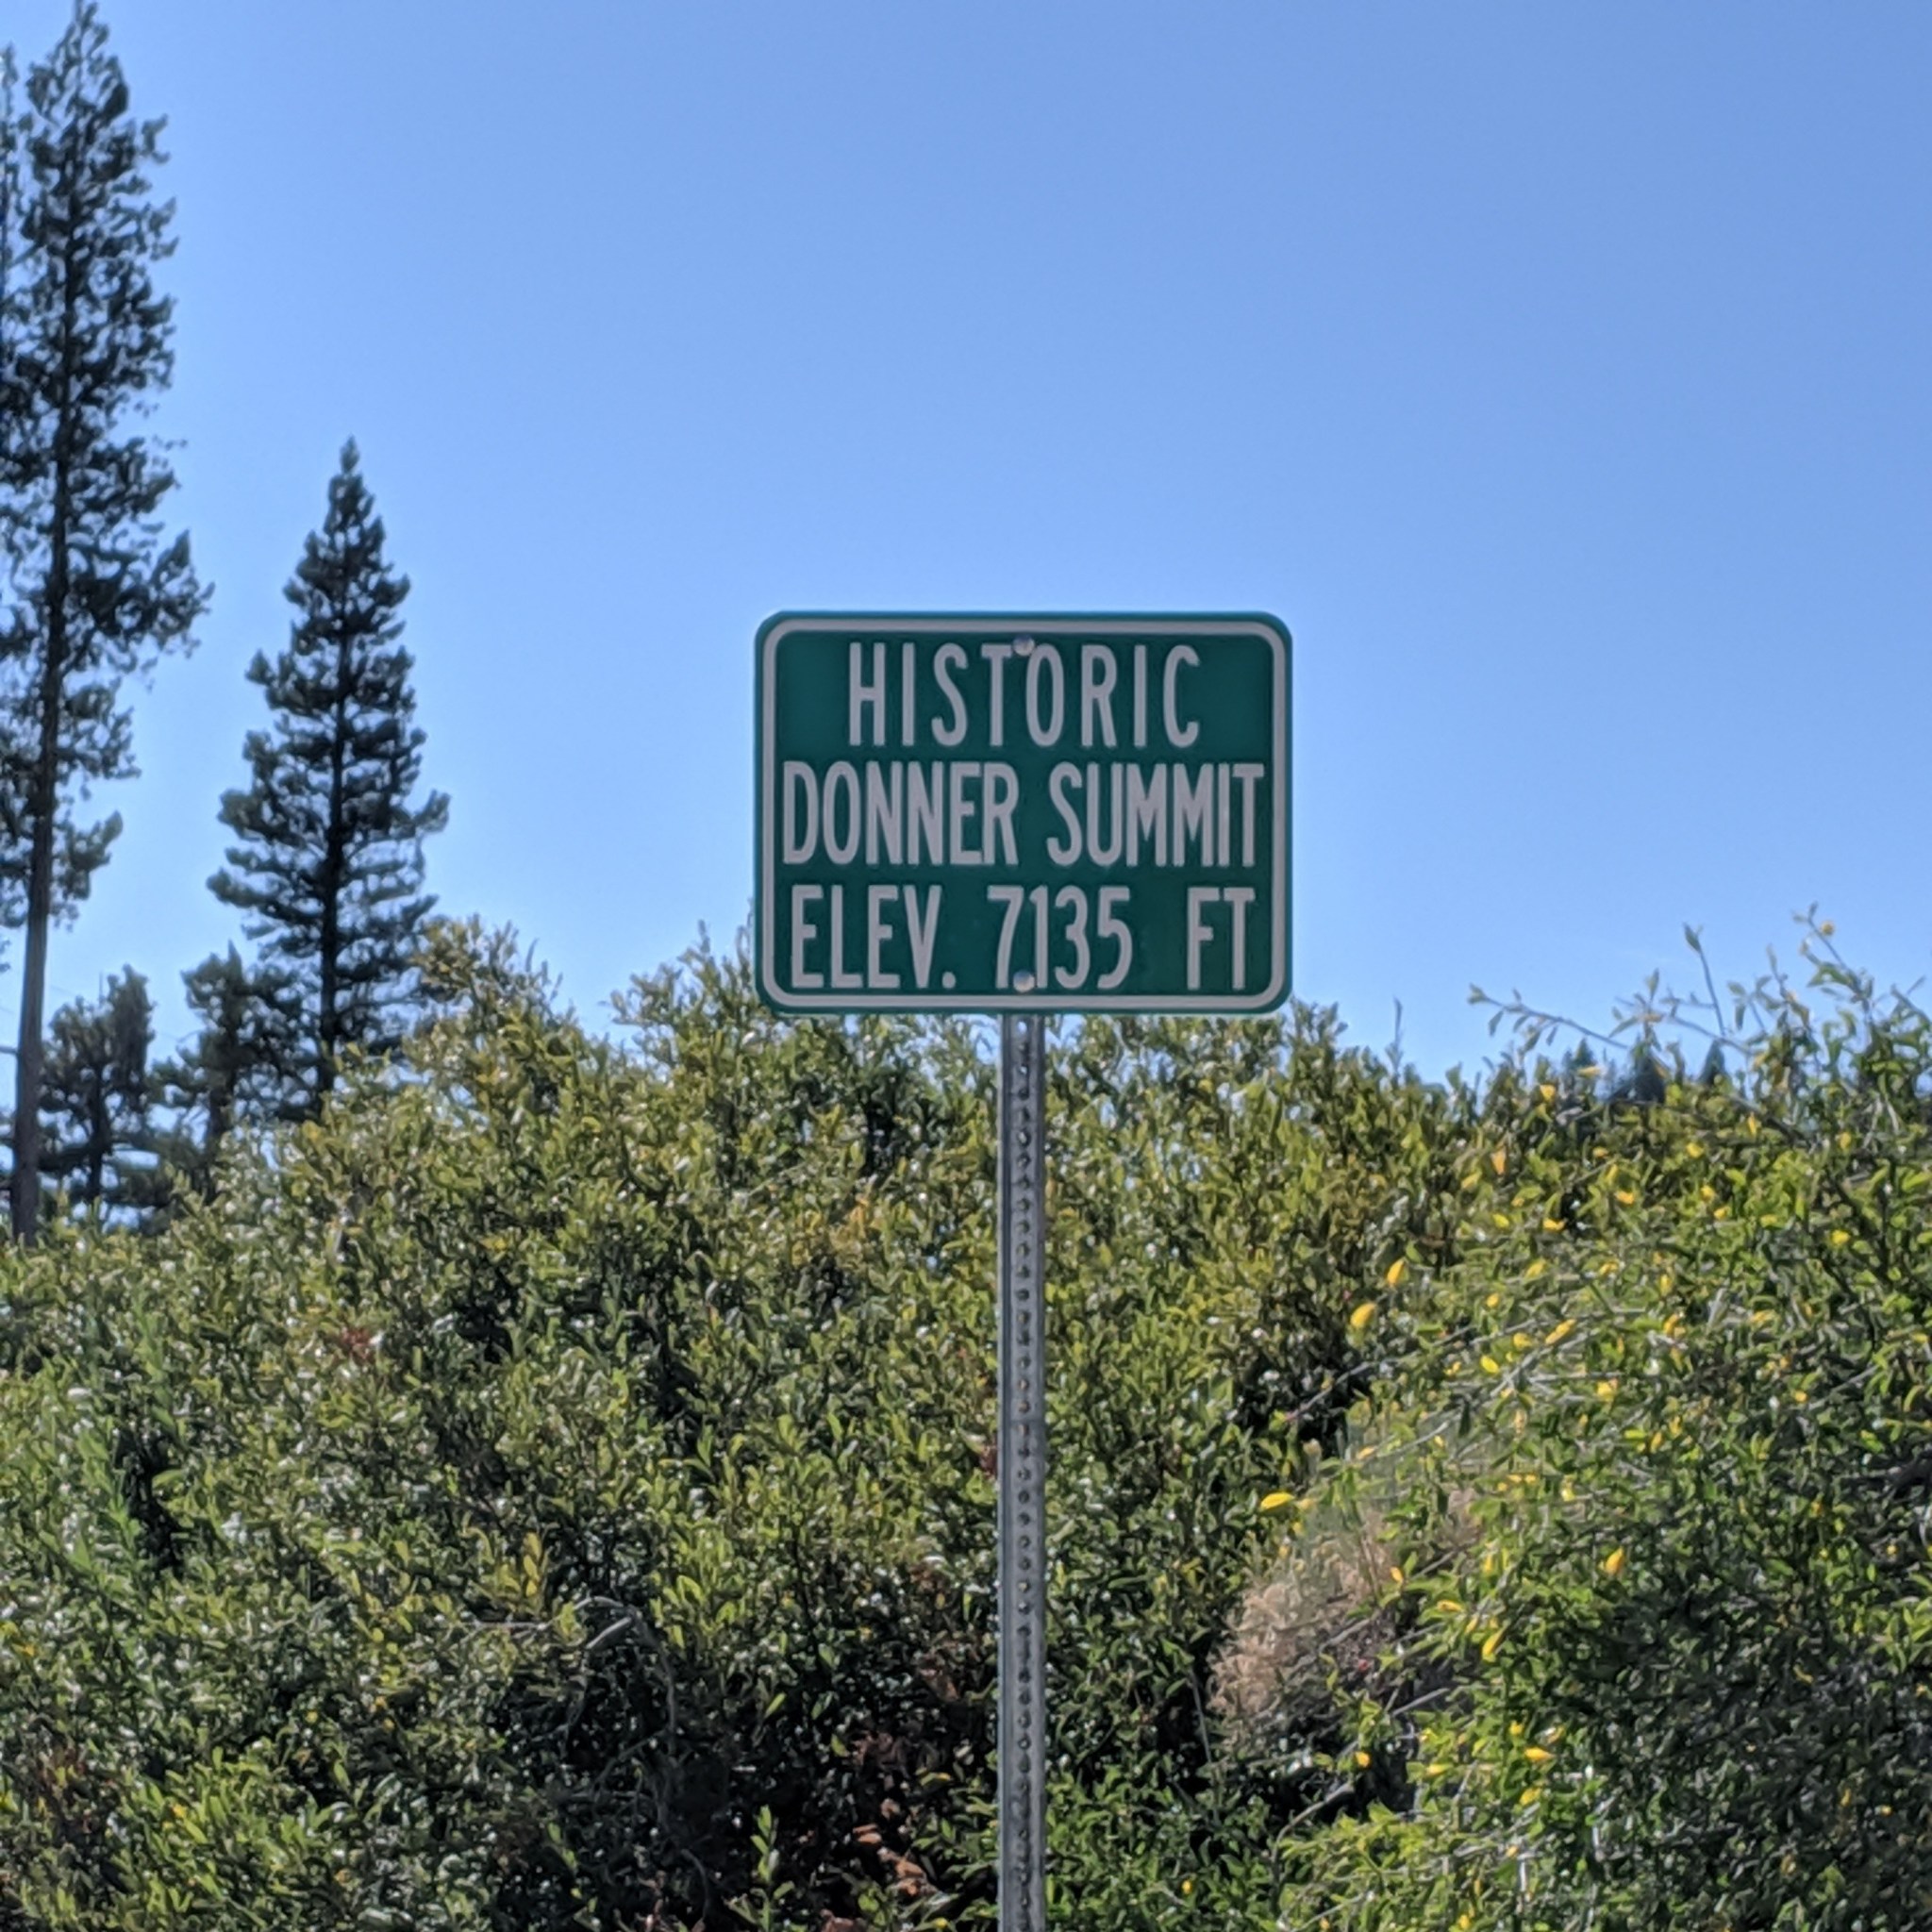 HISTORIC
DONNER SUMMIT
ELEV. 7135 FT